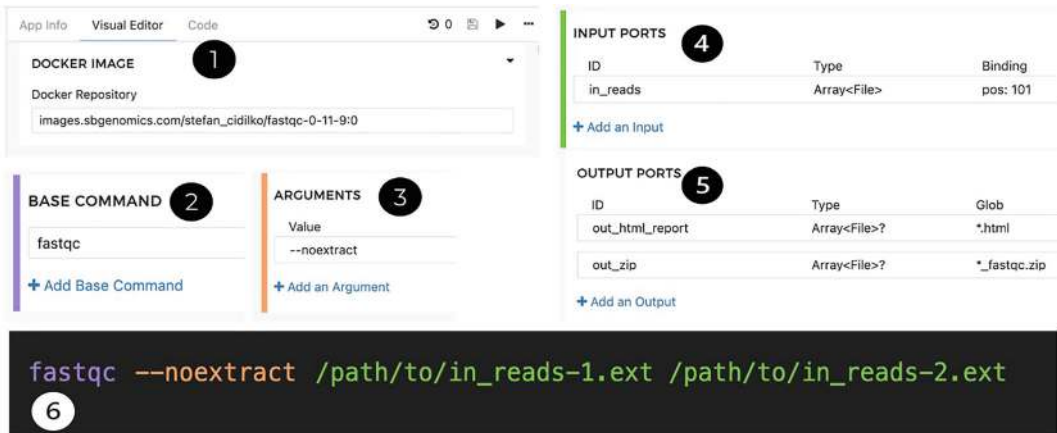 App Info Visual Editor Code 0
1
DOCKER IMAGE
Docker Repository
images.sbgenomics.com/stefan_cidilko/fastqc-0-11-9:0
BASE COMMAND 2
fastqc
+ Add Base Command
ARGUMENTS 3
Value
--noextract
+ Add an Argument
INPUT PORTS 4
ID Type Binding
in_reads Array<File> pos: 101
+ Add an Input
OUTPUT PORTS 5
ID Type Glob
out_html_report Array<File>? *.html
out_zip Array<File>? *_fastqc.zip
+ Add an Output
fastqc --noextract /path/to/in_reads-1.ext /path/to/in_reads-2.ext
6